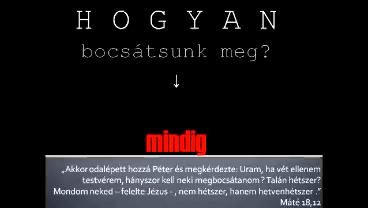 HOGYAN
bocsátsunk meg?
↓
mindig
„Akkor odalépett hozzá Péter és megkérdezte: Uram, ha vét ellenem
testvérem, hányszor kell neki megbocsátanom? Talán hétszer?
Mondom neked – felelte Jézus - , nem hétszer, hanem hetvenhétszer .”
Máté 18,12